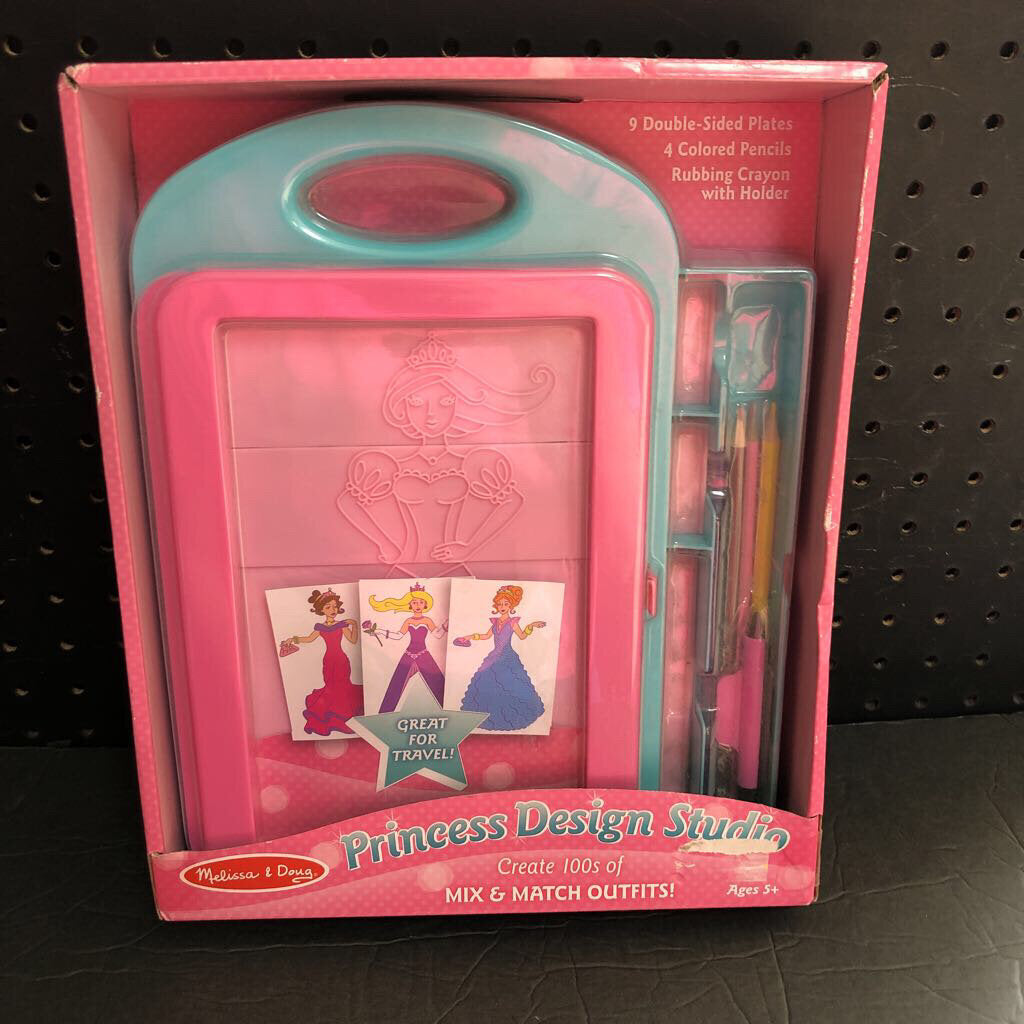 9 Double-Sided Plates
4 Colored Pencils
Rubbing Crayon
with Holder
GREAT
FOR
TRAVEL!
Princess Design Studio
Melissa & Doug®
Create 100s of
MIX & MATCH OUTFITS!
Ages 5+